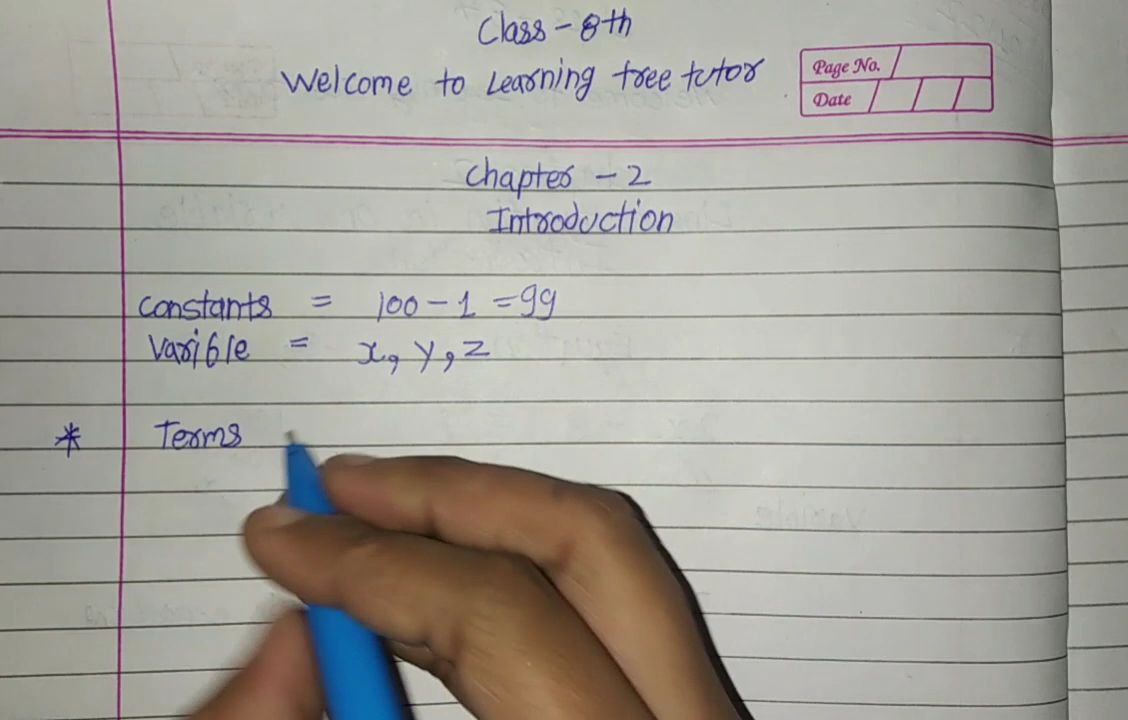 Class - 8th
Welcome to Learning tree tutor
Page No.
Date
Chapter - 2
Introduction
Constants = 100 - 1 = 99
Varible = x, y, z
* Terms
Variable